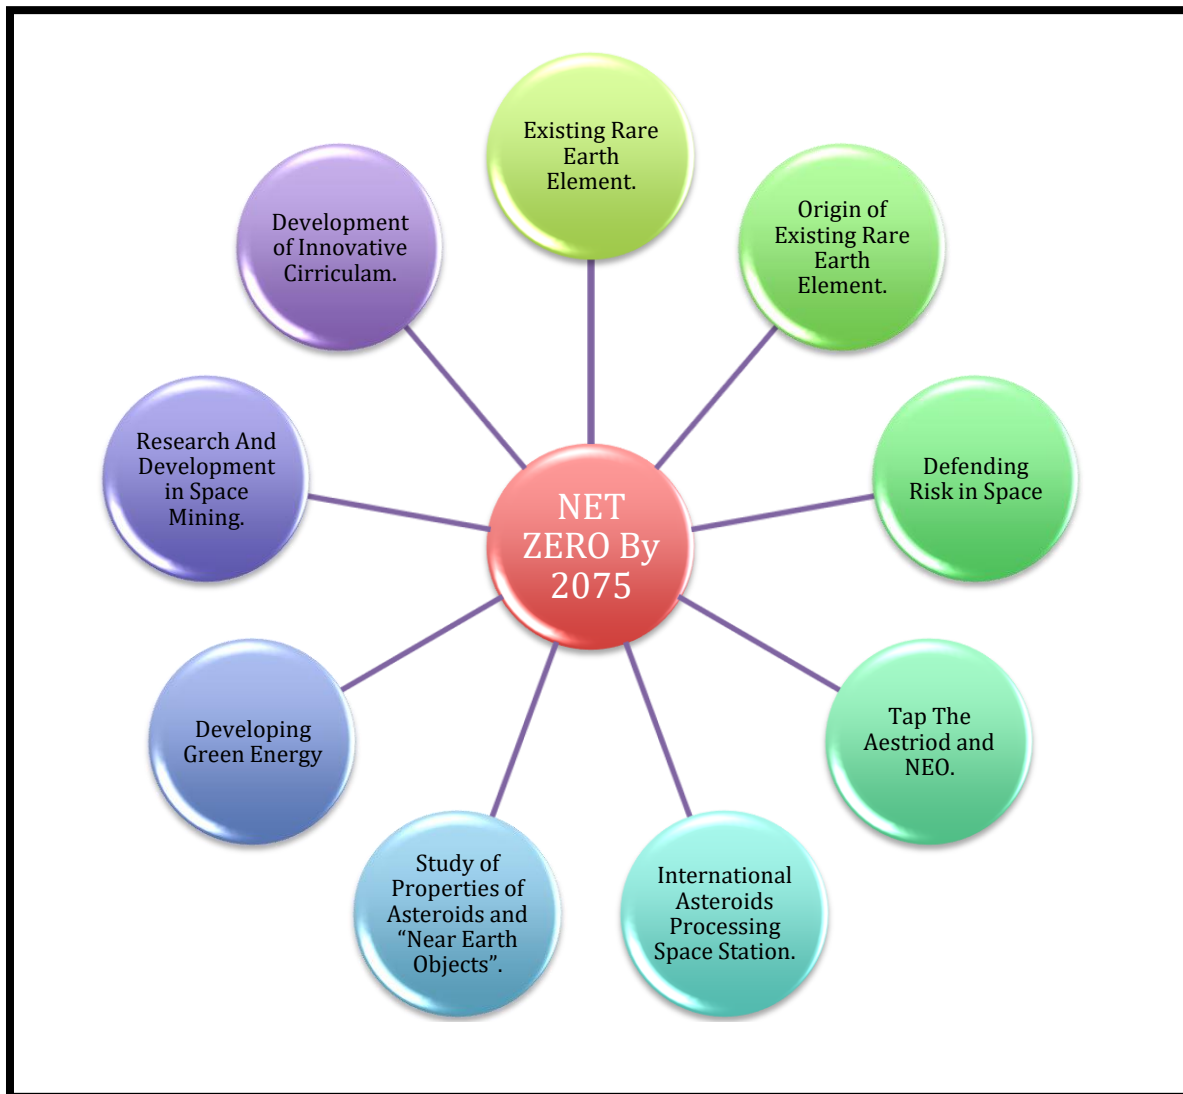 Existing Rare
Earth
Element.
Origin of
Existing Rare
Earth
Element.
Defending
Risk in Space
Tap The
Aestriod and
NEO.
International
Asteroids
Processing
Space Station.
Study of
Properties of
Asteroids and
“Near Earth
Objects”.
Developing
Green Energy
Research And
Development
in Space
Mining.
Development
of Innovative
Cirriculam.
NET
ZERO By
2075